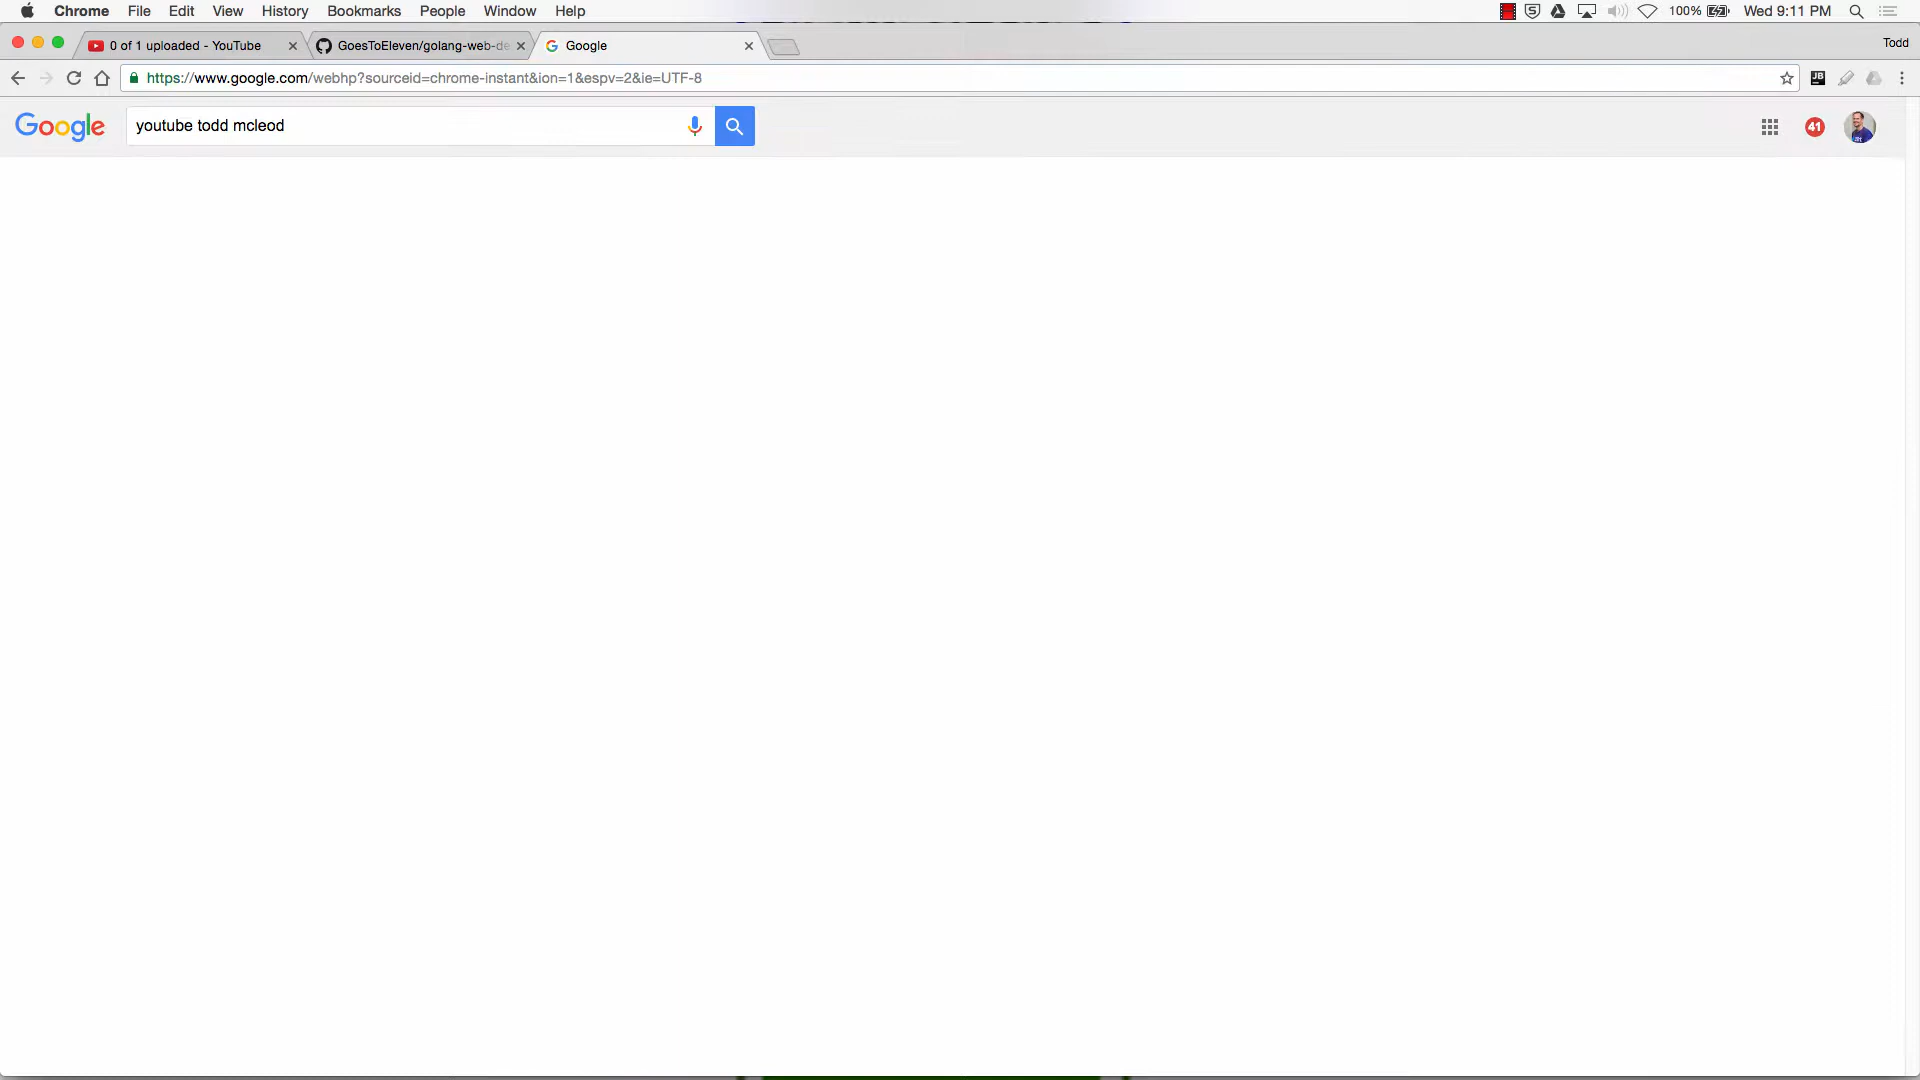 Chrome File Edit View History Bookmarks People Window Help 100% Wed 9:11 PM
0 of 1 uploaded - YouTube GoesToEleven/golang-web-de Google Todd
https://www.google.com/webhp?sourceid=chrome-instant&ion=1&espv=2&ie=UTF-8 JB
Google youtube todd mcleod 41